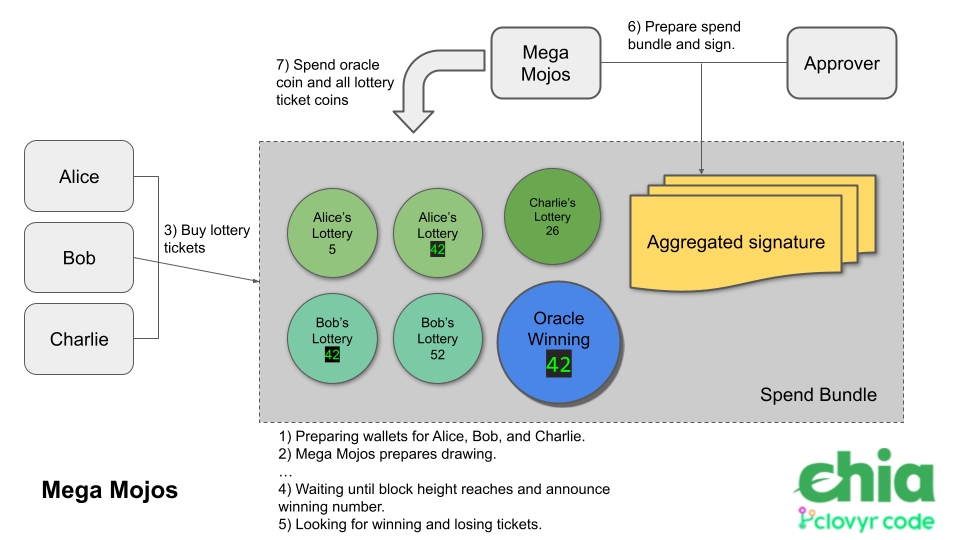 6) Prepare spend
bundle and sign.
Mega
Mojos
Approver
7) Spend oracle
coin and all lottery
ticket coins
Alice
Bob
Charlie
3) Buy lottery
tickets
Alice's
Lottery
5
Alice's
Lottery
42
Charlie's
Lottery
26
Aggregated signature
Bob's
Lottery
42
Bob's
Lottery
52
Oracle
Winning
42
Spend Bundle
1) Preparing wallets for Alice, Bob, and Charlie.
2) Mega Mojos prepares drawing.
…
4) Waiting until block height reaches and announce
winning number.
5) Looking for winning and losing tickets.
Mega Mojos
chia
clovyr code